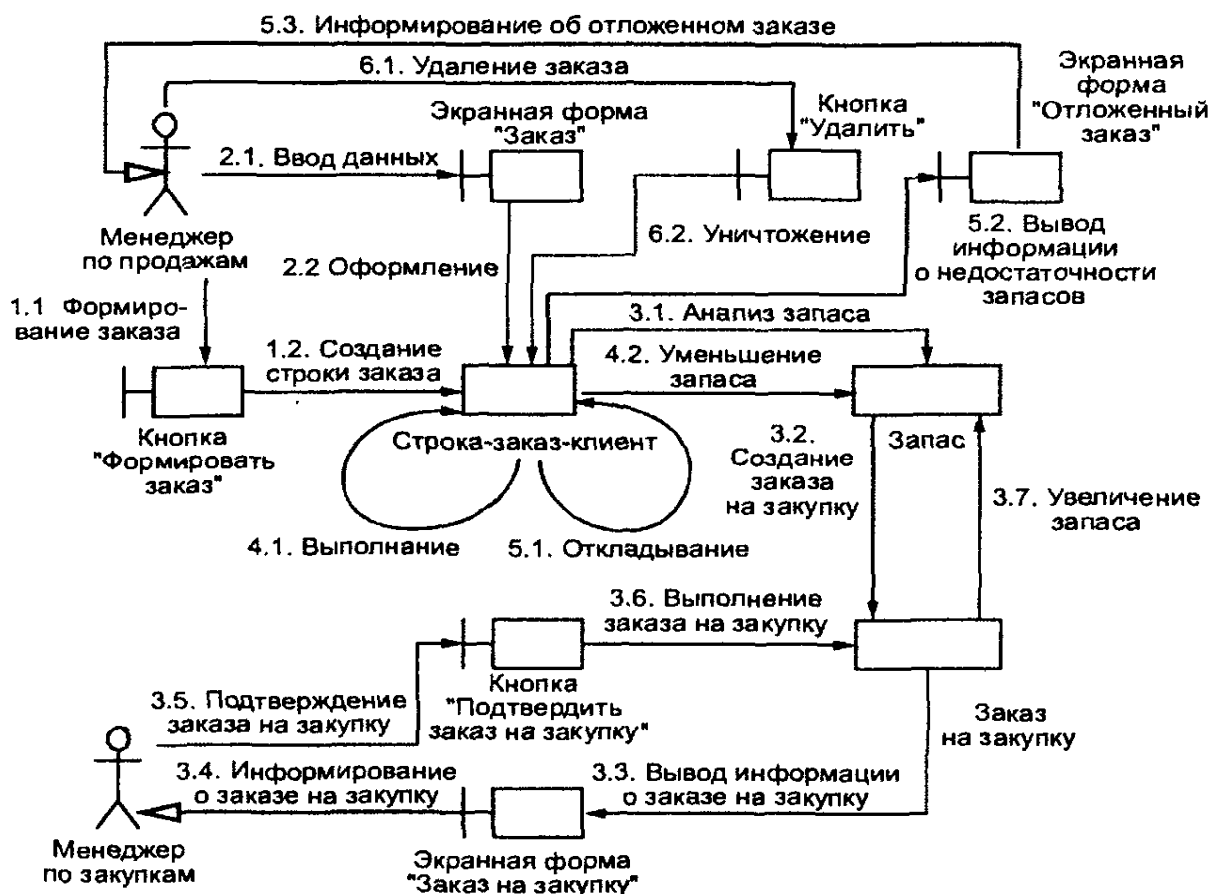 5.3. Информирование об отложенном заказе
6.1. Удаление заказа
Экранная
форма
"Отложенный
заказ"
Экранная форма
"Заказ"
Кнопка
"Удалить"
2.1. Ввод данных
Менеджер
по продажам
6.2. Уничтожение
5.2. Вывод
информации
о недостаточности
запасов
2.2 Оформление
1.1 Формиро-
вание заказа
3.1. Анализ запаса
1.2. Создание
строки заказа
4.2. Уменьшение
запаса
Кнопка
"Формировать
заказ"
Строка-заказ-клиент
3.2.
Создание
заказа
на закупку
Запас
3.7. Увеличение
запаса
4.1. Выполнание
5.1. Откладывание
3.6. Выполнение
заказа на закупку
3.5. Подтверждение
заказа на закупку
Кнопка
"Подтвердить
заказ на закупку"
Заказ
на закупку
3.4. Информирование
о заказе на закупку
3.3. Вывод информации
о заказе на закупку
Менеджер
по закупкам
Экранная форма
"Заказ на закупку"